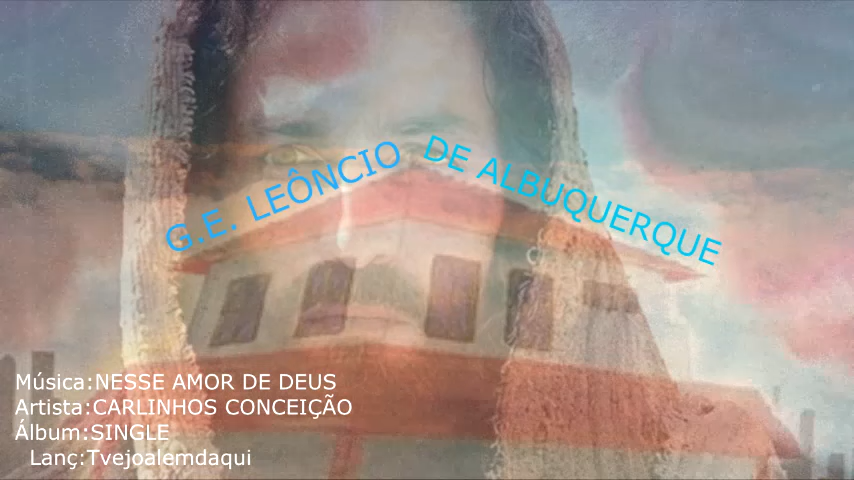 G.E. LEÔNCIO DE ALBUQUERQUE
Música:NESSE AMOR DE DEUS
Artista:CARLINHOS CONCEIÇÃO
Álbum:SINGLE
Lanç:Tvejoalemdaqui